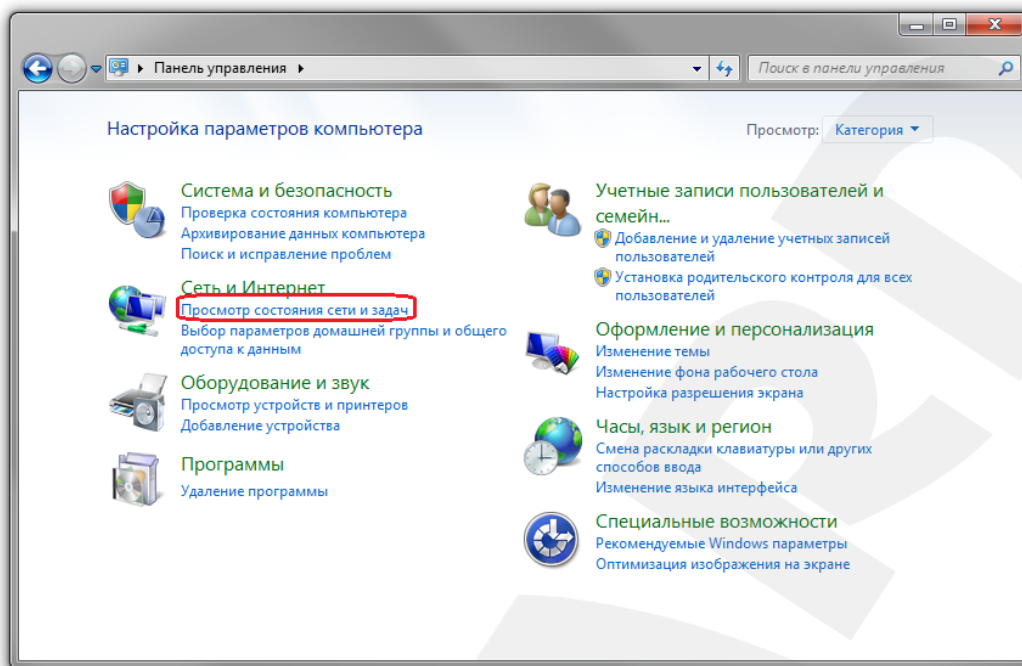 Панель управления
Поиск в панели управления
Настройка параметров компьютера
Просмотр: Категория
Система и безопасность
Проверка состояния компьютера
Архивирование данных компьютера
Поиск и исправление проблем
Сеть и Интернет
Просмотр состояния сети и задач
Выбор параметров домашней группы и общего
доступа к данным
Оборудование и звук
Просмотр устройств и принтеров
Добавление устройства
Программы
Удаление программы
Учетные записи пользователей и
семейн...
Добавление и удаление учетных записей
пользователей
Установка родительского контроля для всех
пользователей
Оформление и персонализация
Изменение темы
Изменение фона рабочего стола
Настройка разрешения экрана
Часы, язык и регион
Смена раскладки клавиатуры или других
способов ввода
Изменение языка интерфейса
Специальные возможности
Рекомендуемые Windows параметры
Оптимизация изображения на экране